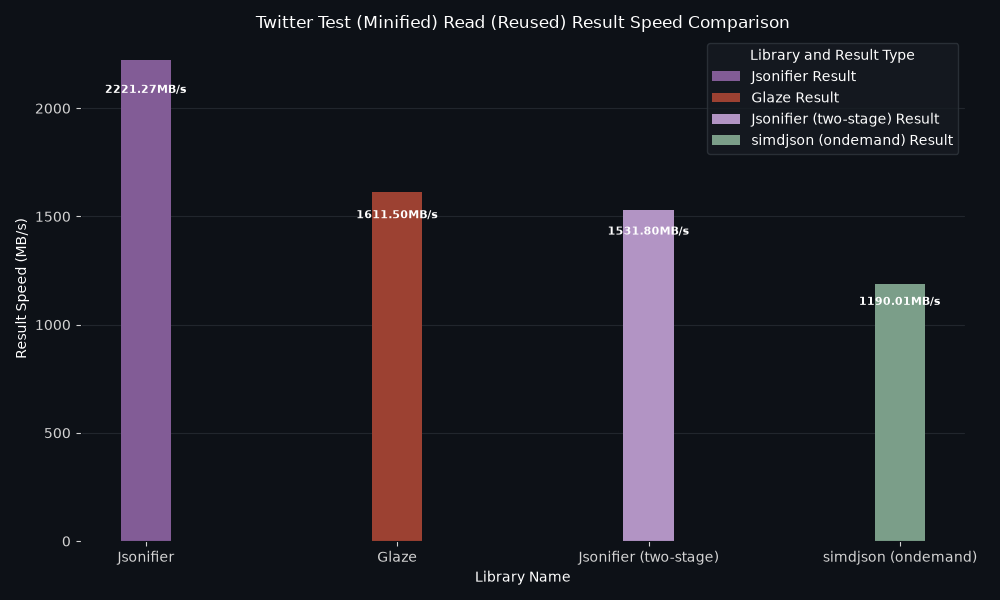 Twitter Test (Minified) Read (Reused) Result Speed Comparison
Library and Result Type
Jsonifier Result
Glaze Result
Jsonifier (two-stage) Result
simdjson (ondemand) Result
Result Speed (MB/s)
2000
1500
1000
500
0
2221.27MB/s
1611.50MB/s
1531.80MB/s
1190.01MB/s
Jsonifier
Glaze
Jsonifier (two-stage)
simdjson (ondemand)
Library Name